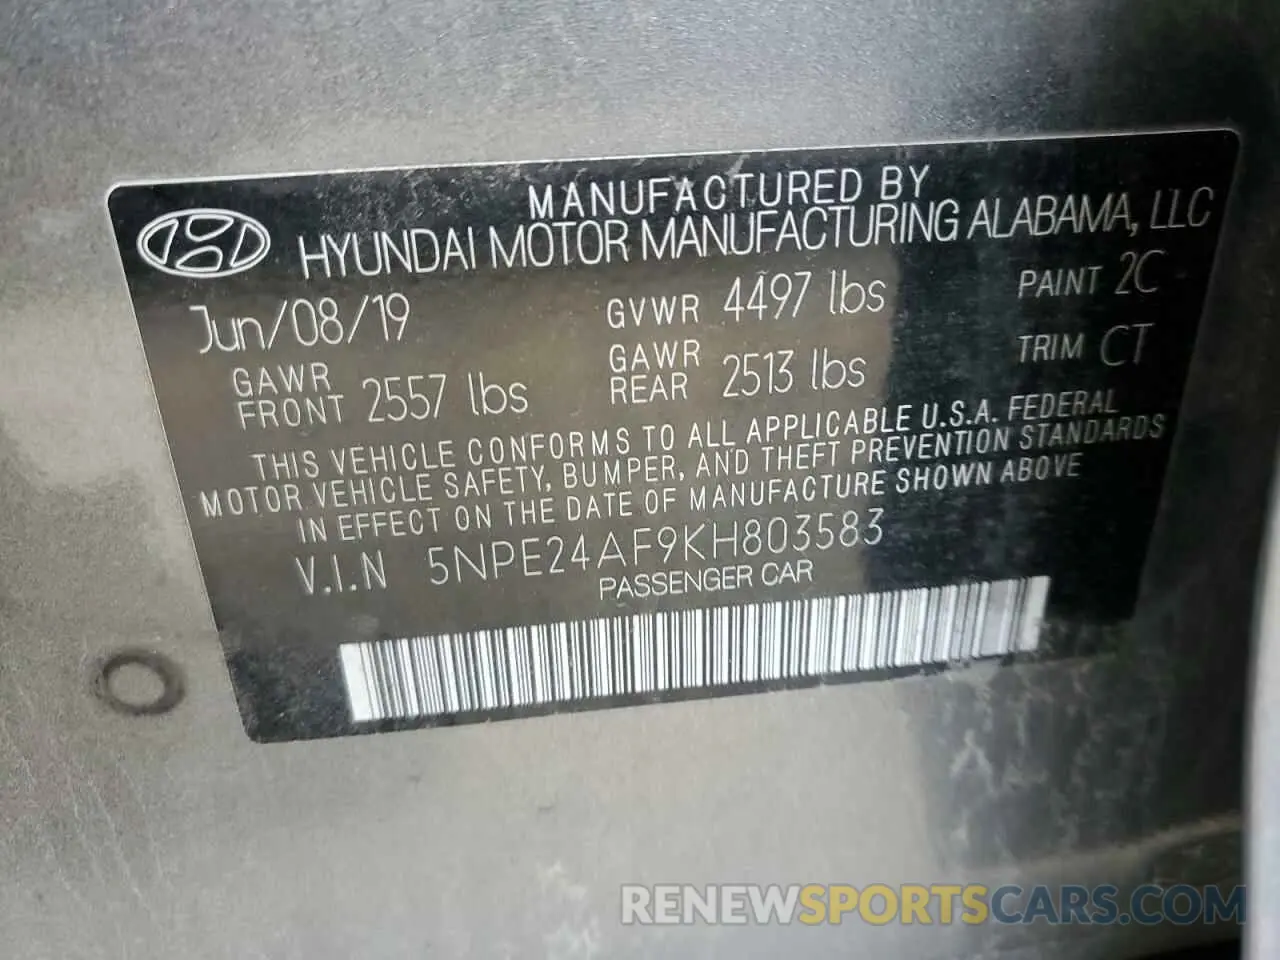 MANUFACTURED BY
HYUNDAI MOTOR MANUFACTURING ALABAMA, LLC
Jun/08/19 GVWR 4497 lbs PAINT 2C
GAWR FRONT 2557 lbs GAWR REAR 2513 lbs TRIM CT
THIS VEHICLE CONFORMS TO ALL APPLICABLE U.S.A. FEDERAL
MOTOR VEHICLE SAFETY, BUMPER, AND THEFT PREVENTION STANDARDS
IN EFFECT ON THE DATE OF MANUFACTURE SHOWN ABOVE
V.I.N 5NPE24AF9KH803583
PASSENGER CAR
RENEWSPORTSCARS.COM